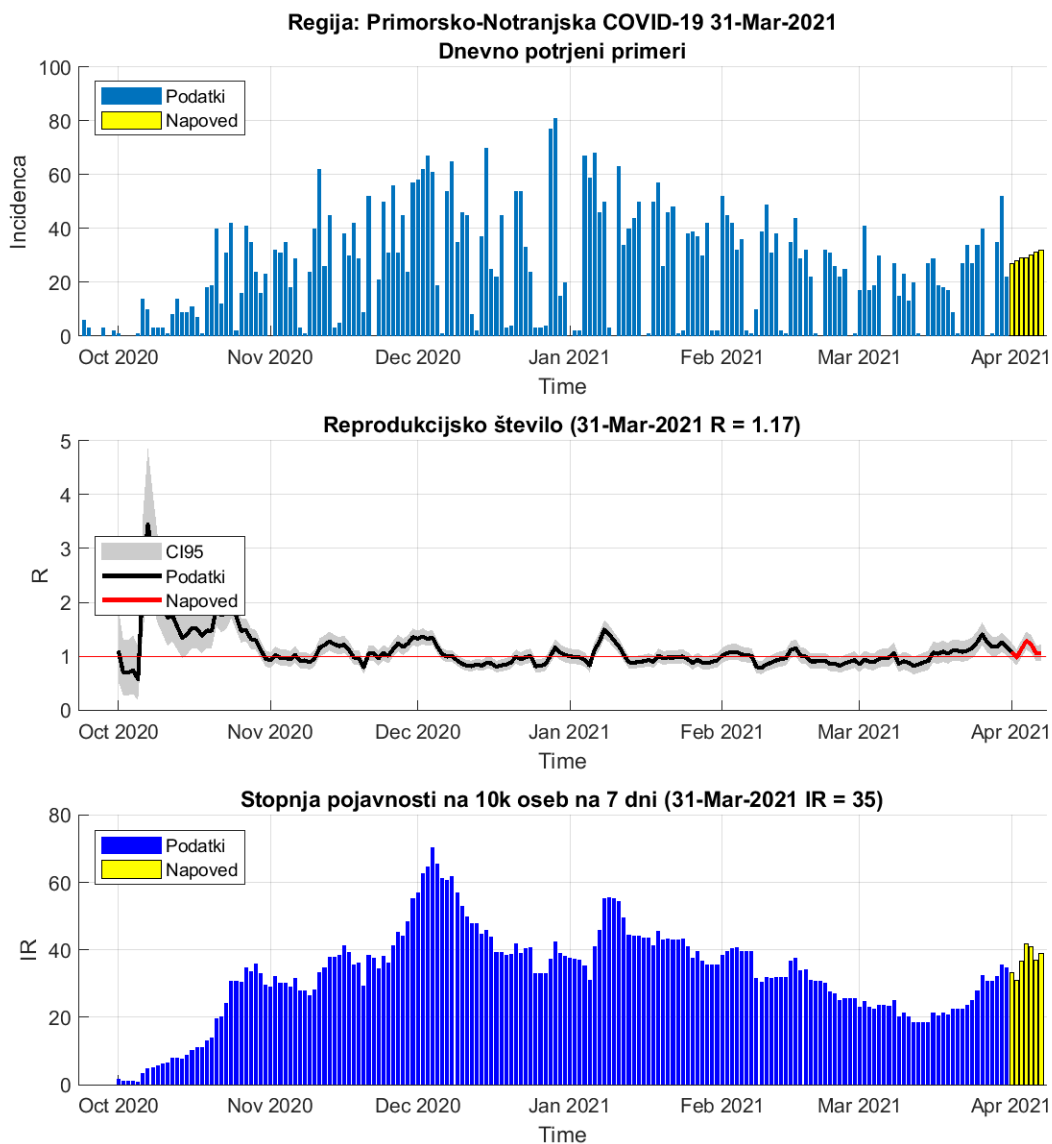 Regija: Primorsko-Notranjska COVID-19 31-Mar-2021
Dnevno potrjeni primeri
100
80
60
40
20
0
Incidenca
Podatki
Napoved
Oct 2020 Nov 2020 Dec 2020 Jan 2021 Feb 2021 Mar 2021 Apr 2021
Time
Reprodukcijsko število (31-Mar-2021 R = 1.17)
5
4
3
2
1
0
R
CI95
Podatki
Napoved
Oct 2020 Nov 2020 Dec 2020 Jan 2021 Feb 2021 Mar 2021 Apr 2021
Time
Stopnja pojavnosti na 10k oseb na 7 dni (31-Mar-2021 IR = 35)
80
60
40
20
0
IR
Podatki
Napoved
Oct 2020 Nov 2020 Dec 2020 Jan 2021 Feb 2021 Mar 2021 Apr 2021
Time